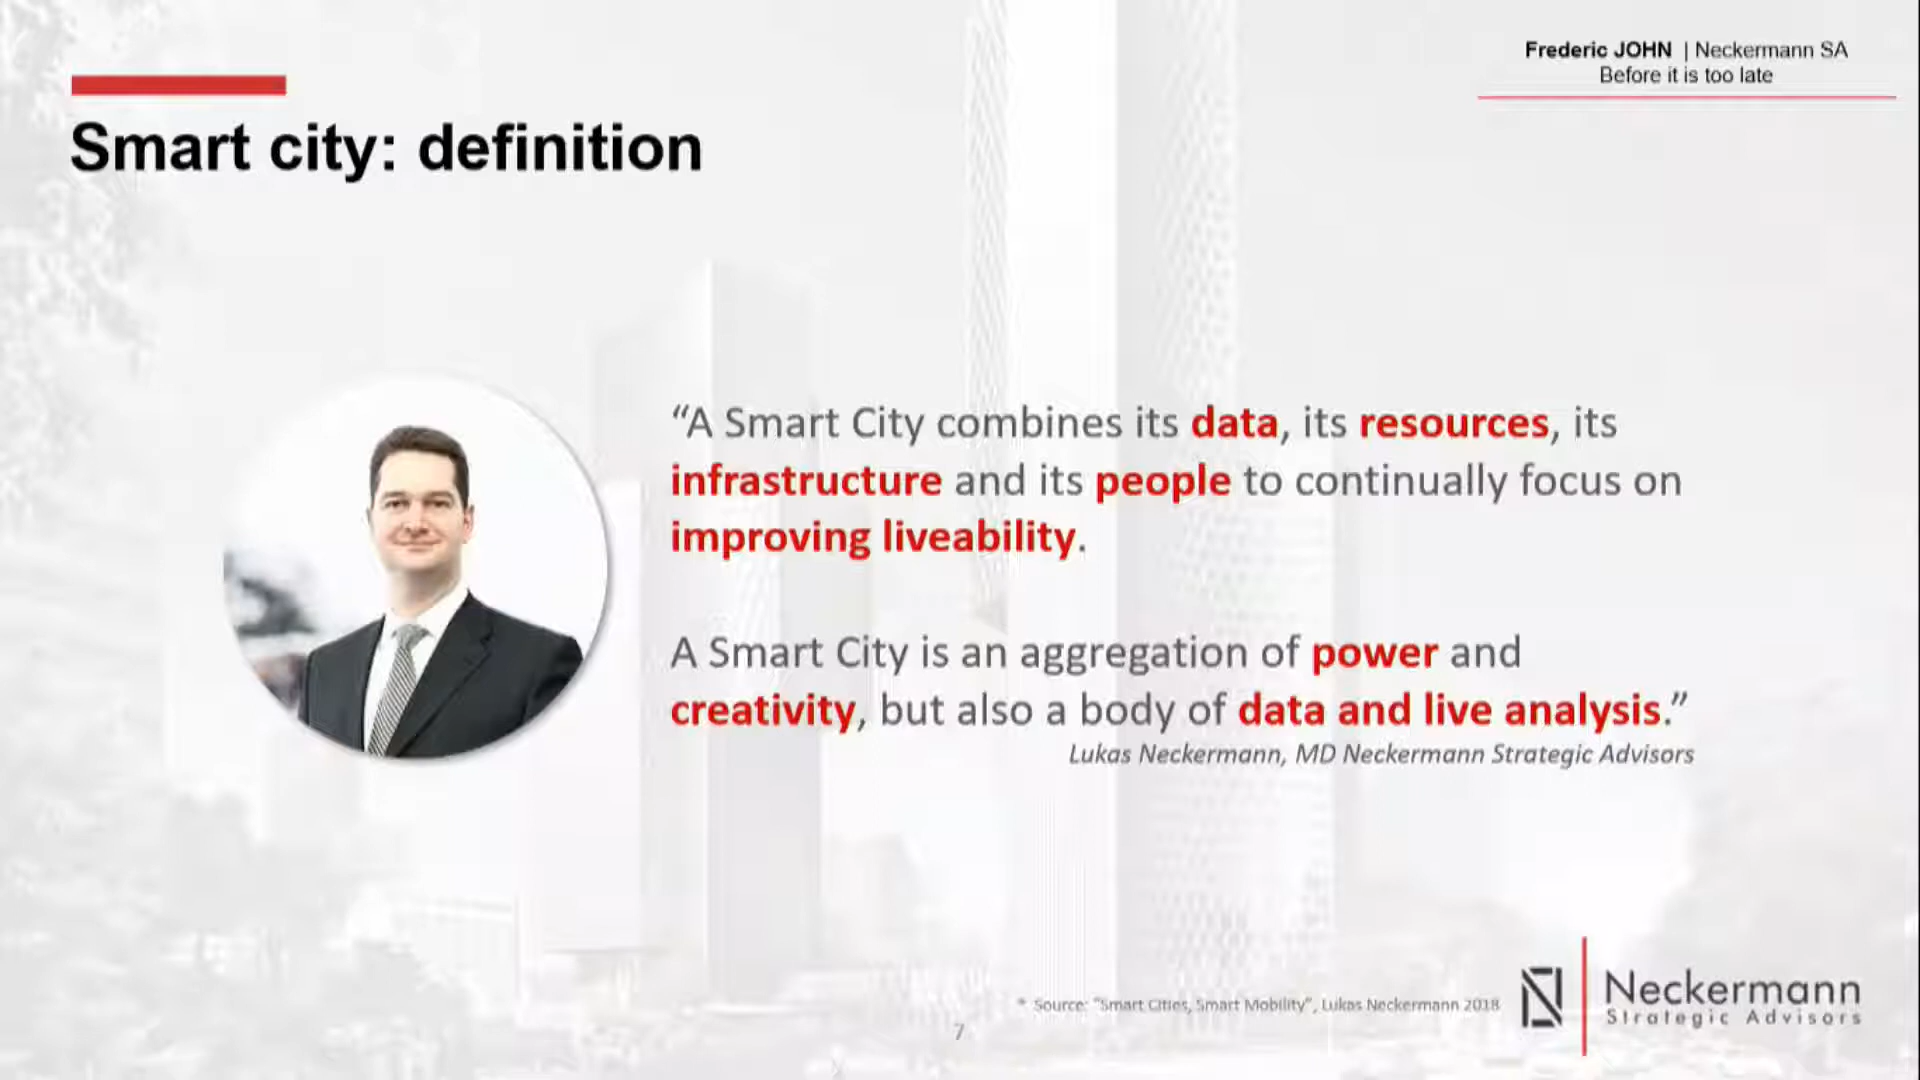 Frederic JOHN | Neckermann SA
Before it is too late
Smart city: definition
“A Smart City combines its data, its resources, its
infrastructure and its people to continually focus on
improving liveability.
A Smart City is an aggregation of power and
creativity, but also a body of data and live analysis.”
Lukas Neckermann, MD Neckermann Strategic Advisors
* Source: “Smart Cities, Smart Mobility”, Lukas Neckermann 2018
7
Neckermann
Strategic Advisors